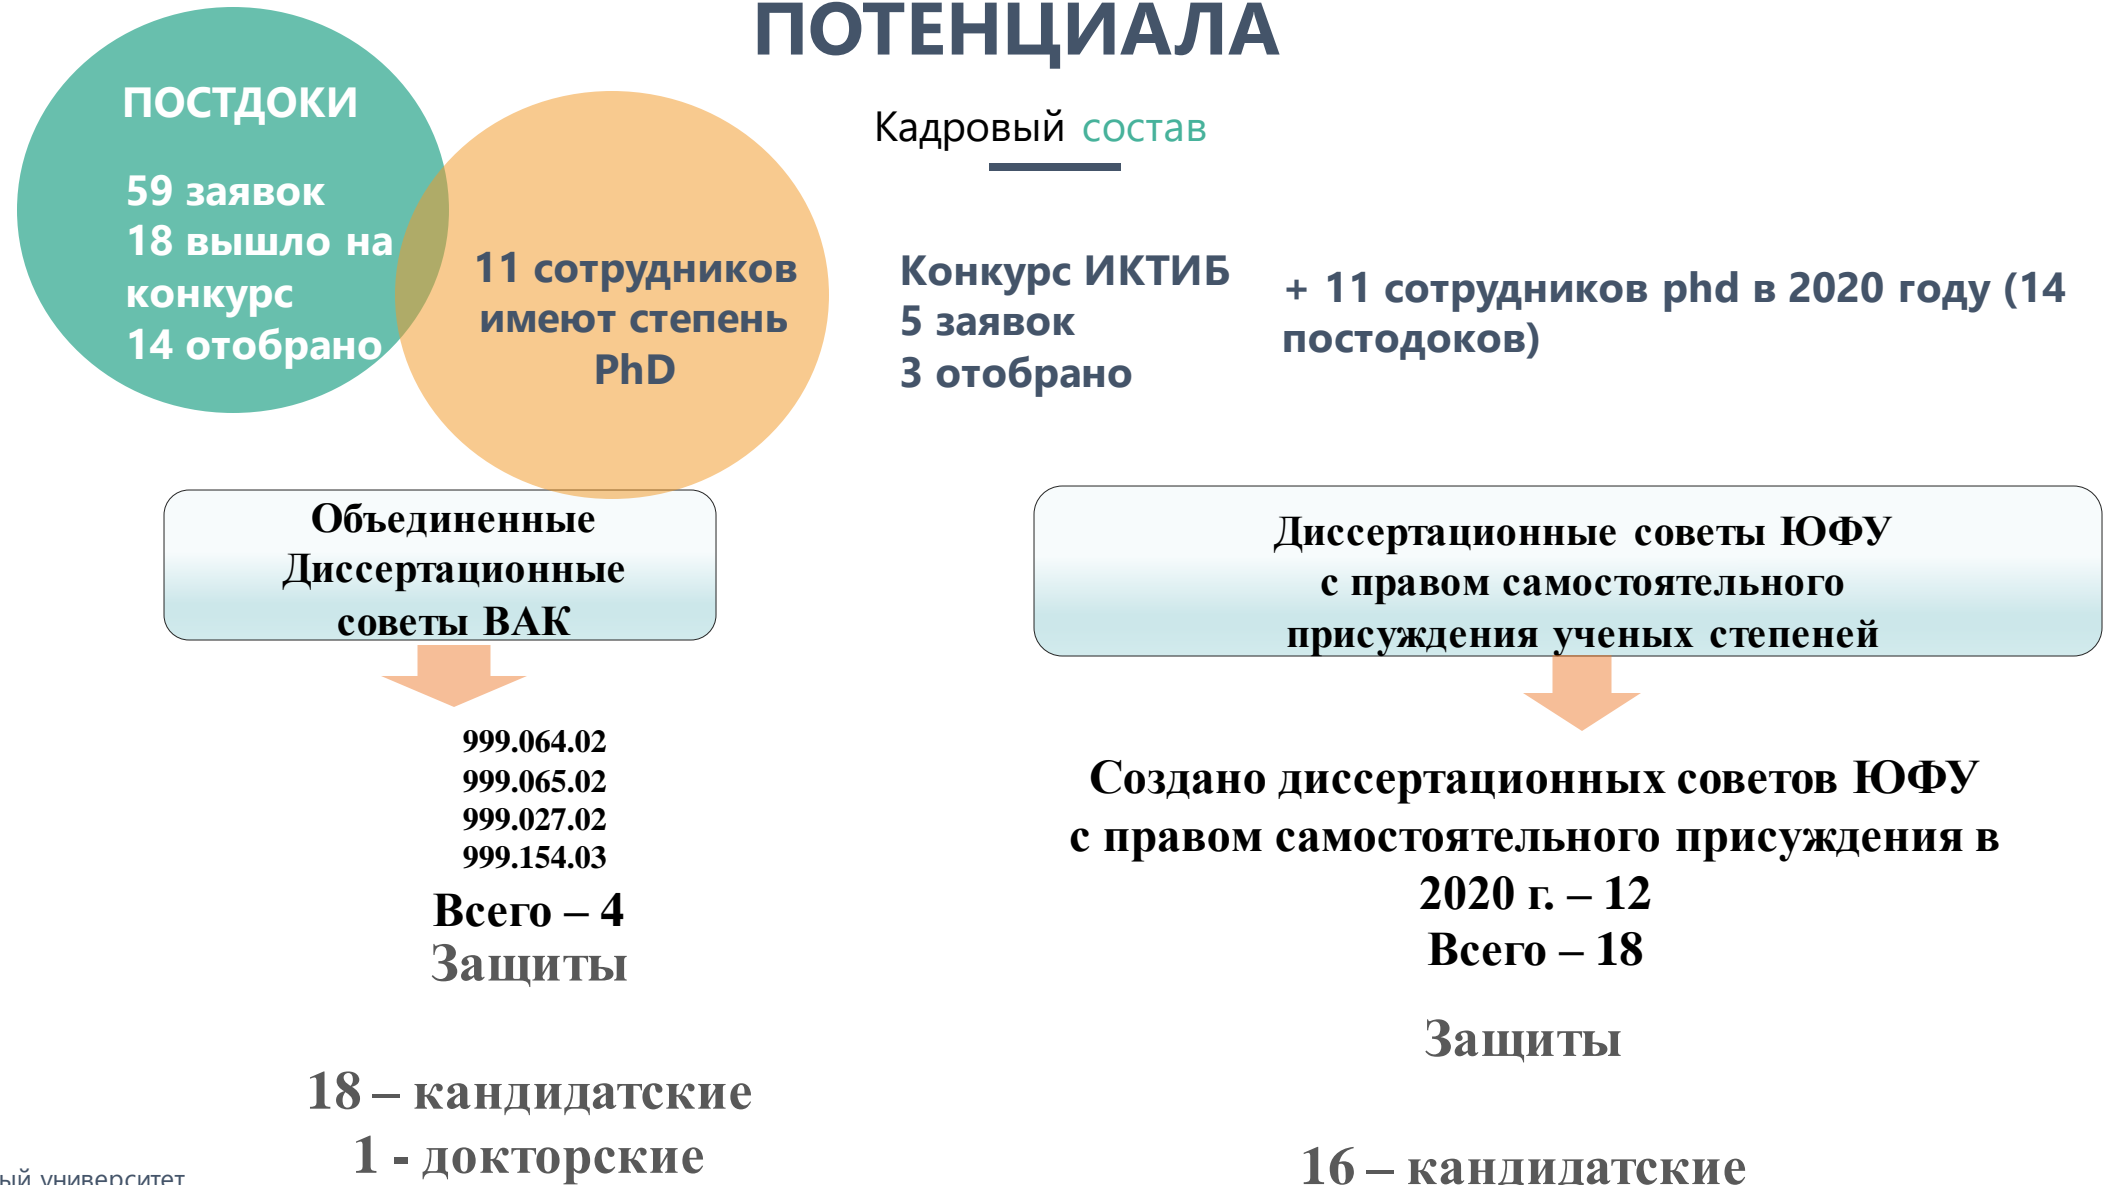 ПОТЕНЦИАЛА
Кадровый состав
ПОСТДОКИ
59 заявок
18 вышло на
конкурс
14 отобрано
11 сотрудников
имеют степень
PhD
Конкурс ИКТИБ
5 заявок
3 отобрано
+ 11 сотрудников phd в 2020 году (14
постодоков)
Объединенные
Диссертационные
советы ВАК
999.064.02
999.065.02
999.027.02
999.154.03
Всего – 4
Защиты
18 – кандидатские
1 - докторские
Диссертационные советы ЮФУ
с правом самостоятельного
присуждения ученых степеней
Создано диссертационных советов ЮФУ
с правом самостоятельного присуждения в
2020 г. – 12
Всего – 18
Защиты
16 – кандидатские
ый университет